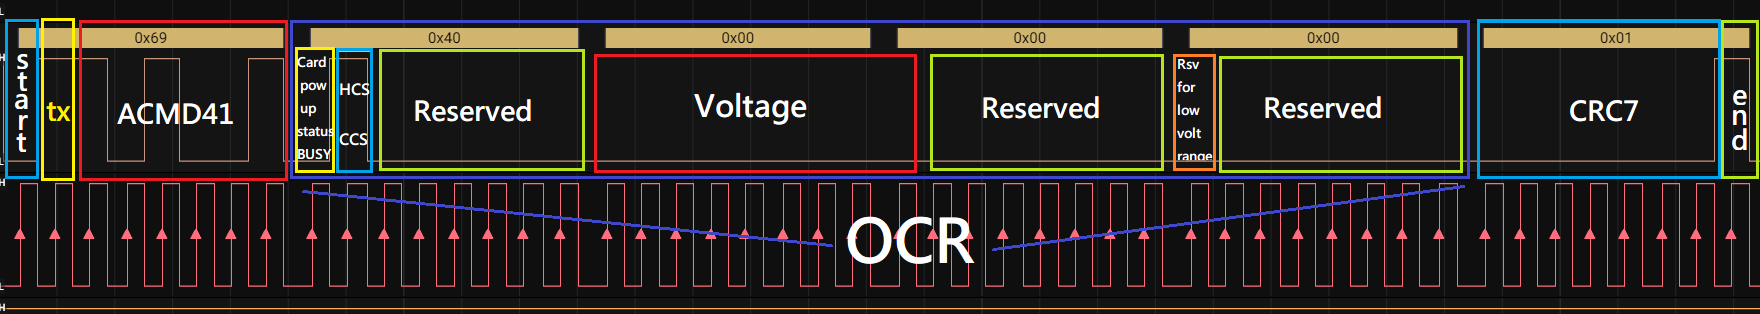 0x69
0x40
0x00
0x00
0x00
0x01
start
tx
ACMD41
Card
pow
up
status
BUSY
HCS
CCS
Reserved
Voltage
Reserved
Rsv
for
low
volt
range
Reserved
CRC7
end
OCR